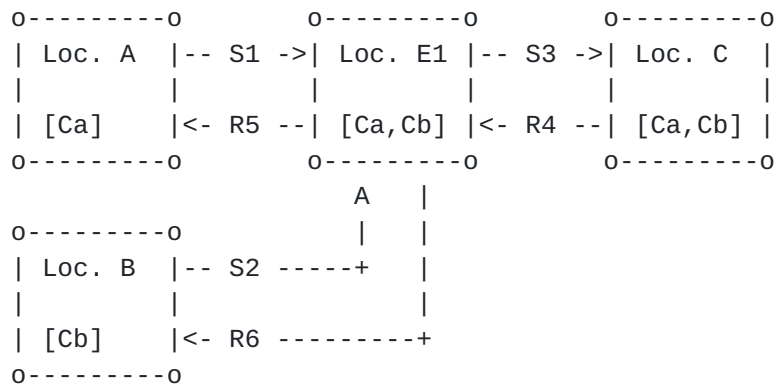 o---------o         o---------o        o---------o
| Loc. A  |-- S1 ->| Loc. E1 |-- S3 ->| Loc. C  |
|         |        |         |        |         |
| [Ca]    |<- R5 --| [Ca,Cb] |<- R4 --| [Ca,Cb] |
o---------o        o---------o        o---------o
                      A   |
o---------o           |   |
| Loc. B  |-- S2 -----+   |
|         |               |
| [Cb]    |<- R6 ---------+
o---------o